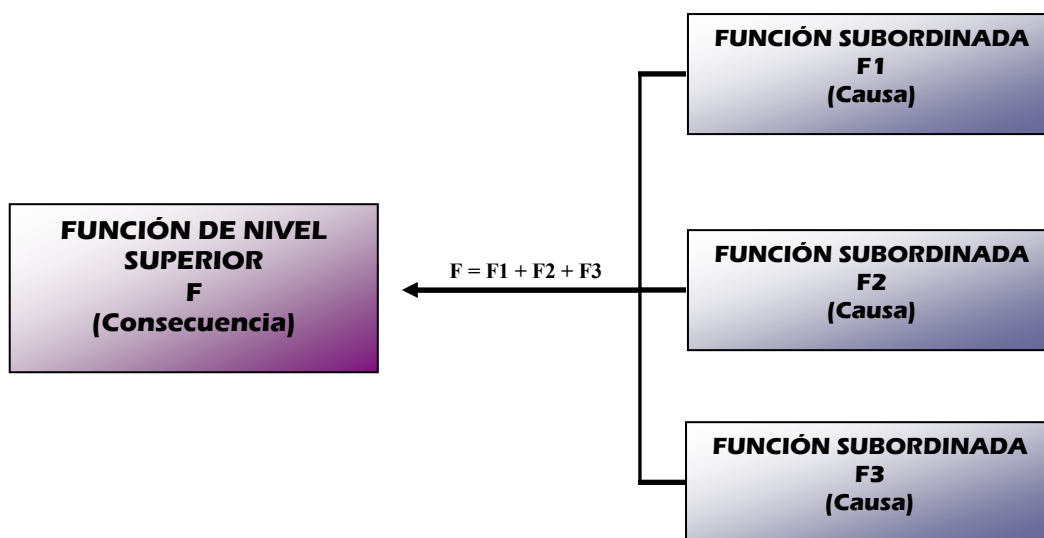 FUNCIÓN SUBORDINADA
F1
(Causa)
FUNCIÓN DE NIVEL
SUPERIOR
F
(Consecuencia)
F = F1 + F2 + F3
FUNCIÓN SUBORDINADA
F2
(Causa)
FUNCIÓN SUBORDINADA
F3
(Causa)